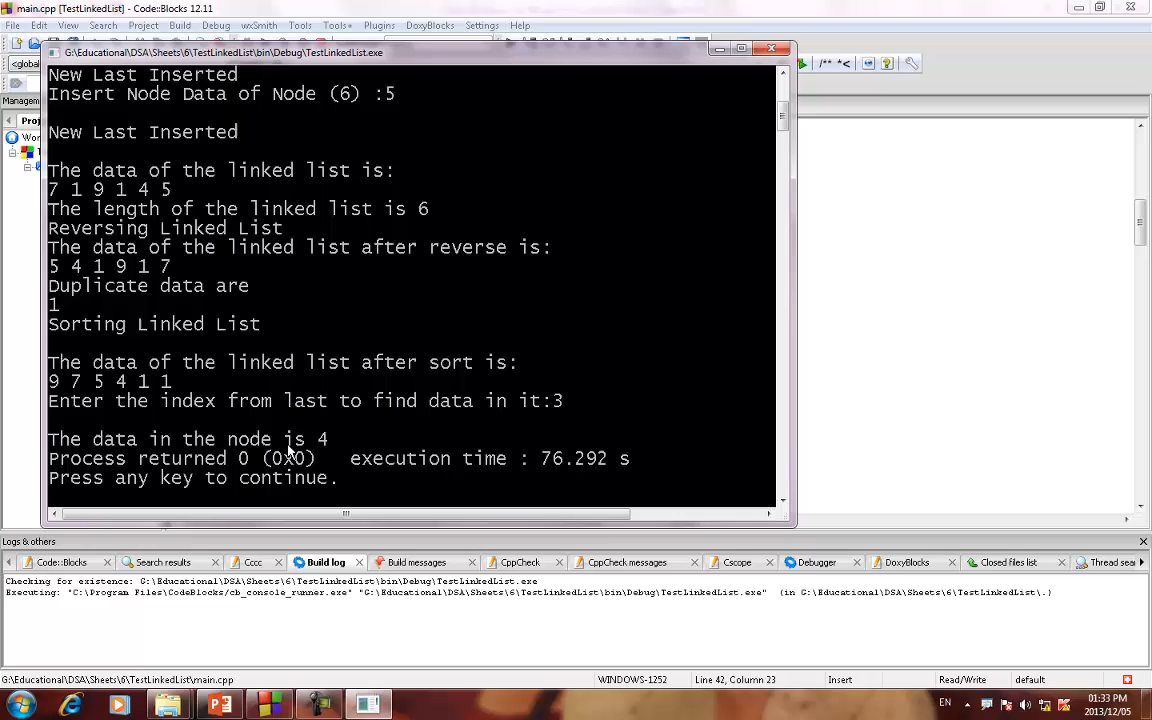 main.cpp [TestLinkedList] - Code::Blocks 12.11
File Edit View Search Project Build Debug wxSmith Tools Tools+ Plugins DoxyBlocks Settings Help
G:\Educational\DSA\Sheets\6\TestLinkedList\bin\Debug\TestLinkedList.exe
<global
/** *<
Managem
Proj
Wor
New Last Inserted
Insert Node Data of Node (6) :5
New Last Inserted
The data of the linked list is:
7 1 9 1 4 5
The length of the linked list is 6
Reversing Linked List
The data of the linked list after reverse is:
5 4 1 9 1 7
Duplicate data are
1
Sorting Linked List
The data of the linked list after sort is:
9 7 5 4 1 1
Enter the index from last to find data in it:3
The data in the node is 4
Process returned 0 (0x0)   execution time : 76.292 s
Press any key to continue.
Logs & others
Code::Blocks Search results Cccc Build log Build messages CppCheck CppCheck messages Cscope Debugger DoxyBlocks Closed files list Thread sear
Checking for existence: G:\Educational\DSA\Sheets\6\TestLinkedList\bin\Debug\TestLinkedList.exe
Executing: "C:\Program Files\CodeBlocks/cb_console_runner.exe" "G:\Educational\DSA\Sheets\6\TestLinkedList\bin\Debug\TestLinkedList.exe"  (in G:\Educational\DSA\Sheets\6\TestLinkedList\.)
G:\Educational\DSA\Sheets\6\TestLinkedList\main.cpp WINDOWS-1252 Line 42, Column 23 Insert Read/Write default
EN 01:33 PM
2013/12/05